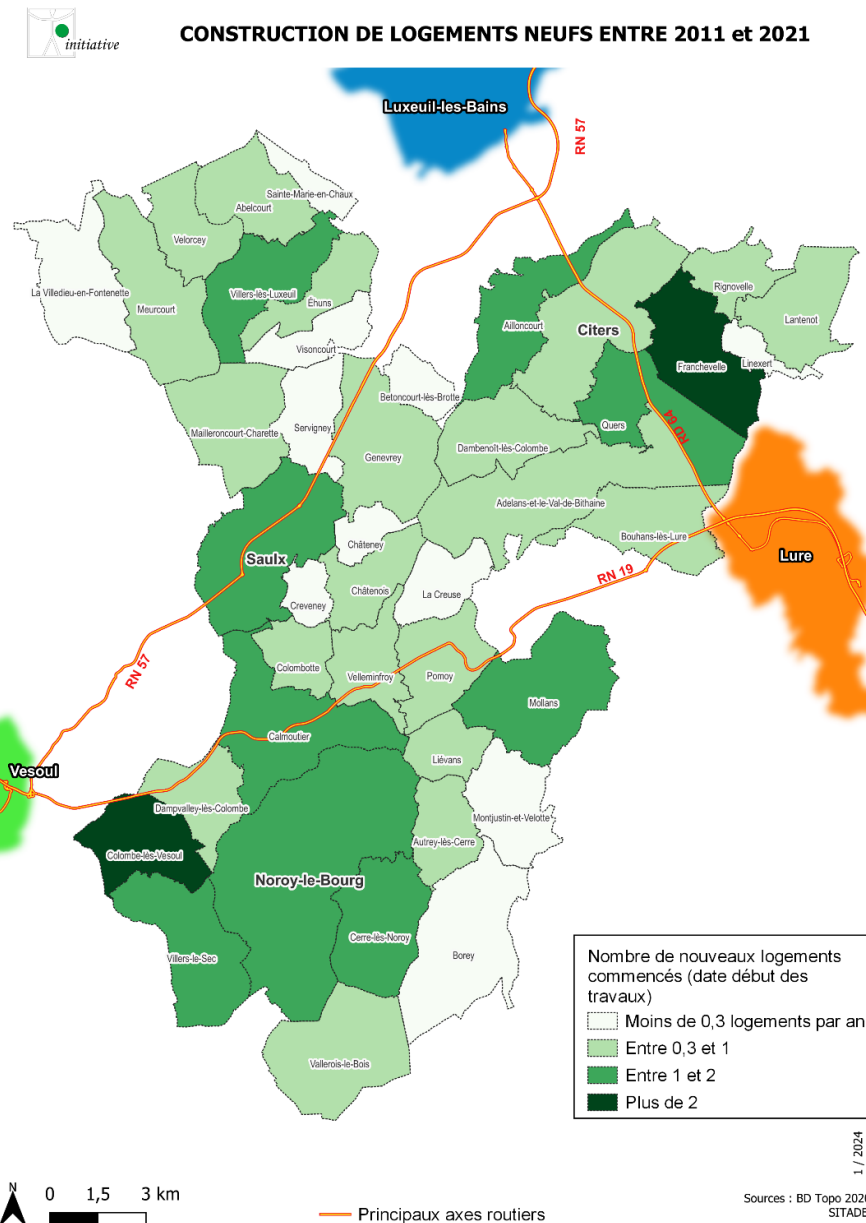 initiative
CONSTRUCTION DE LOGEMENTS NEUFS ENTRE 2011 et 2021
Luxeuil-les-Bains
RN 57
Sainte-Marie-en-Chaux
Abelcourt
Velorcey
La Villedieu-en-Fontenette
Villers-lès-Luxeuil
Éhuns
Meurcourt
Rignovelle
Lantenot
Ailloncourt
Citers
Visoncourt
Linexert
Franchevelle
Betoncourt-lès-Brotte
Quers
RD 64
Mailleroncourt-Charette
Servigney
Dambenoît-lès-Colombe
Genevrey
Adelans-et-le-Val-de-Bithaine
Bouhans-lès-Lure
Châteney
Lure
Saulx
RN 19
Châtenois
La Creuse
Creveney
RN 57
Colombotte
Velleminfroy
Pomoy
Mollans
Calmoutier
Liévans
Vesoul
Dampvalley-lès-Colombe
Montjustin-et-Velotte
Autrey-lès-Cerre
Colombe-lès-Vesoul
Noroy-le-Bourg
Cerre-lès-Noroy
Villers-le-Sec
Borey
Vallerois-le-Bois
Nombre de nouveaux logements
commencés (date début des
travaux)
Moins de 0,3 logements par an
Entre 0,3 et 1
Entre 1 et 2
Plus de 2
1 / 2024
N
0 1,5 3 km
Principaux axes routiers
Sources : BD Topo